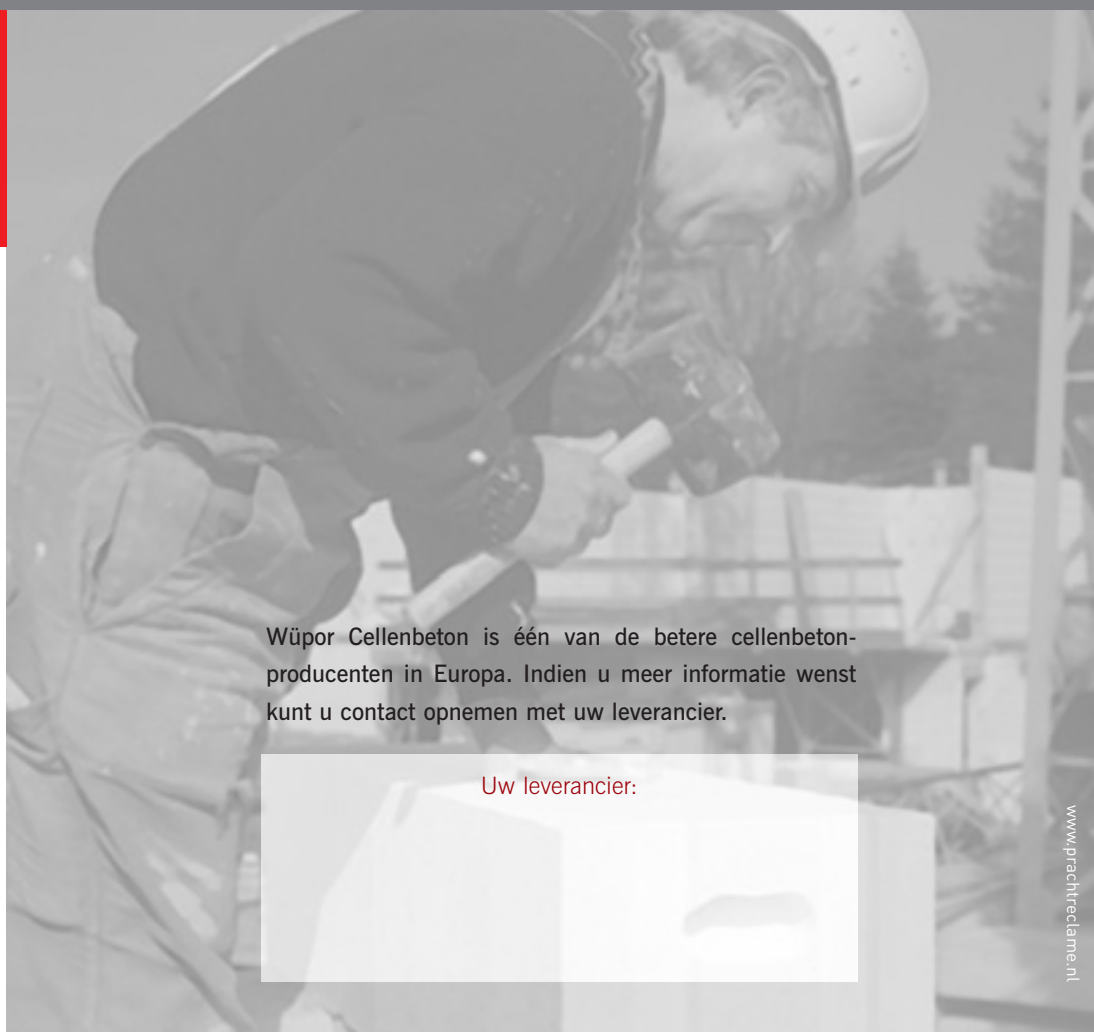 Wüpor Cellenbeton is één van de betere cellenbeton-
producenten in Europa. Indien u meer informatie wenst
kunt u contact opnemen met uw leverancier.
Uw leverancier:
www.prachtreclame.nl